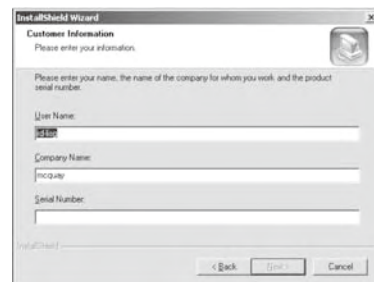 InstallShield Wizard
Customer Information
Please enter your information.
Please enter your name, the name of the company for whom you work and the product
serial number.
User Name:
Company Name:
mcquay
Serial Number:
InstallShield
< Back
Next >
Cancel